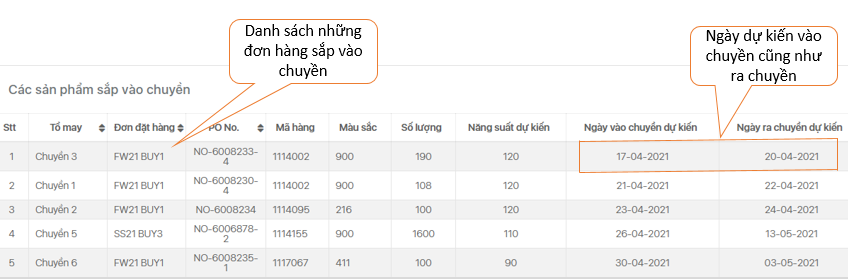 Danh sách những
đơn hàng sắp vào
chuyền
Ngày dự kiến vào
chuyền cũng như
ra chuyền
Các sản phẩm sắp vào chuyền
Stt Tổ may Đơn đặt hàng PO No. Mã hàng Màu sắc Số lượng Năng suất dự kiến Ngày vào chuyền dự kiến Ngày ra chuyền dự kiến
1 Chuyền 3 FW21 BUY1 NO-6008233-4 1114002 900 190 120 17-04-2021 20-04-2021
2 Chuyền 1 FW21 BUY1 NO-6008230-4 1114002 900 108 120 21-04-2021 22-04-2021
3 Chuyền 2 FW21 BUY1 NO-6008234 1114095 216 100 120 23-04-2021 24-04-2021
4 Chuyền 5 SS21 BUY3 NO-6006878-2 1114155 900 1600 110 26-04-2021 13-05-2021
5 Chuyền 6 FW21 BUY1 NO-6008235-1 1117067 411 100 90 30-04-2021 03-05-2021